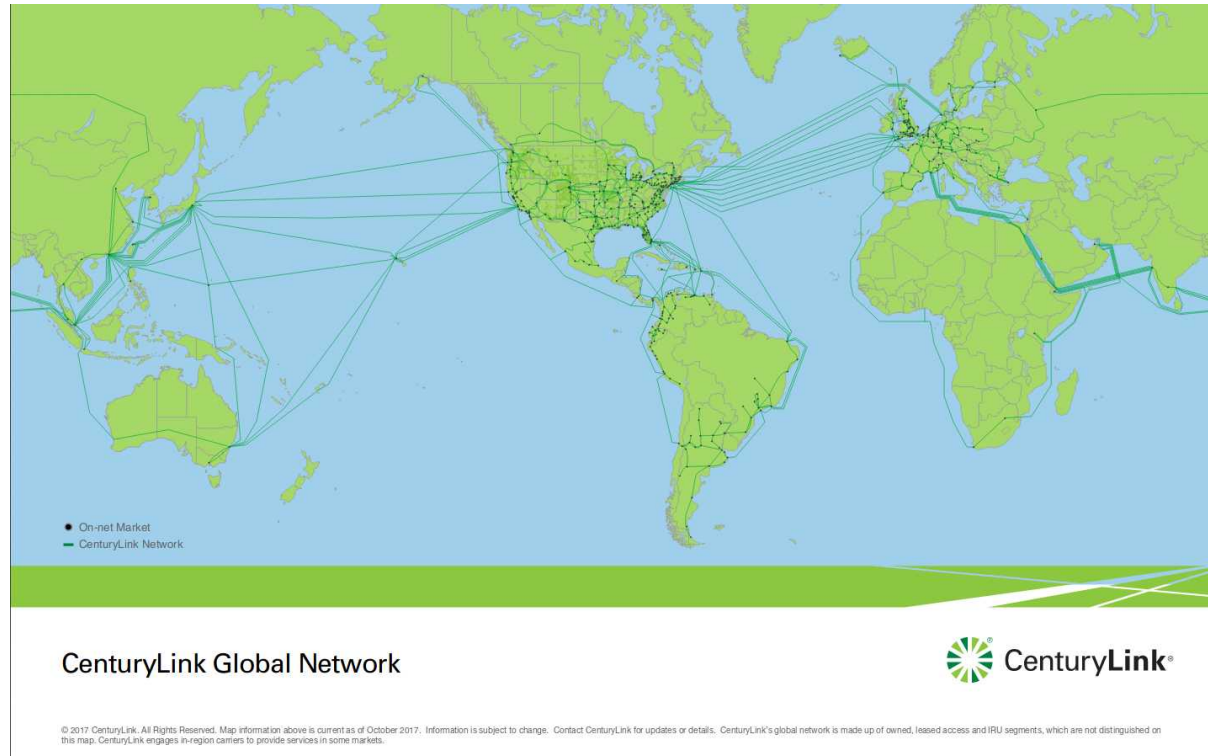 On-net Market
CenturyLink Network
CenturyLink Global Network
CenturyLink®
© 2017 CenturyLink. All Rights Reserved. Map information above is current as of October 2017. Information is subject to change. Contact CenturyLink for updates or details. CenturyLink's global network is made up of owned, leased access and IRU segments, which are not distinguished on
this map. CenturyLink engages in-region carriers to provide services in some markets.